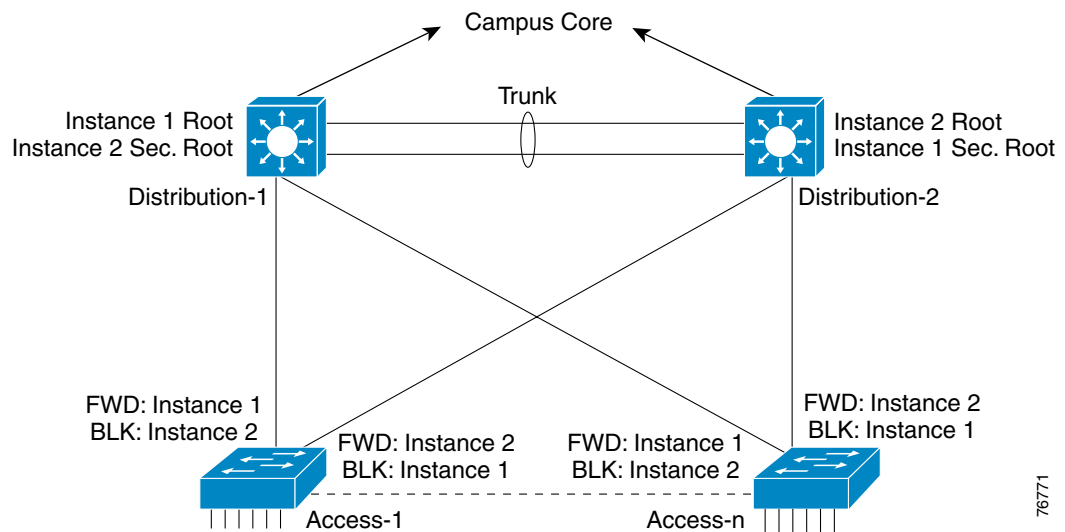 Campus Core
Trunk
Instance 1 Root
Instance 2 Sec. Root
Instance 2 Root
Instance 1 Sec. Root
Distribution-1
Distribution-2
FWD: Instance 1
BLK: Instance 2
FWD: Instance 2
BLK: Instance 1
FWD: Instance 1
BLK: Instance 2
FWD: Instance 2
BLK: Instance 1
Access-1
Access-n
76771